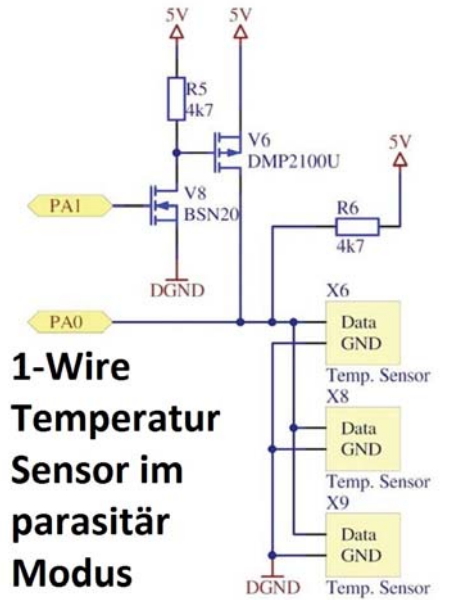 5V 5V
R5
4k7
V6
DMP2100U
5V
V8
PA1
BSN20
R6
4k7
DGND
X6
PA0
Data
GND
Temp. Sensor
X8
Data
GND
Temp. Sensor
X9
Data
GND
DGND Temp. Sensor
1-Wire
Temperatur
Sensor im
parasitär
Modus